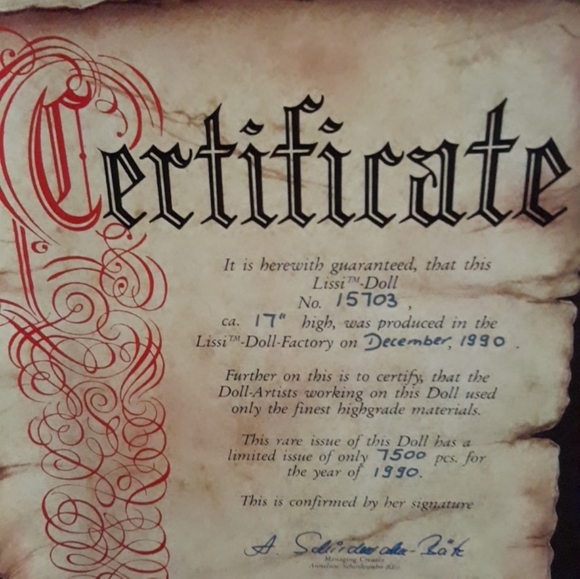 Certificate
It is herewith guaranteed, that this
Lissi™-Doll
No. 15703,
ca. 17" high, was produced in the
Lissi™-Doll-Factory on December, 1990.
Further on this is to certify, that the
Doll-Artists working on this Doll used
only the finest highgrade materials.
This rare issue of this Doll has a
limited issue of only 7500 pcs. for
the year of 1990.
This is confirmed by her signature
Managing Creator